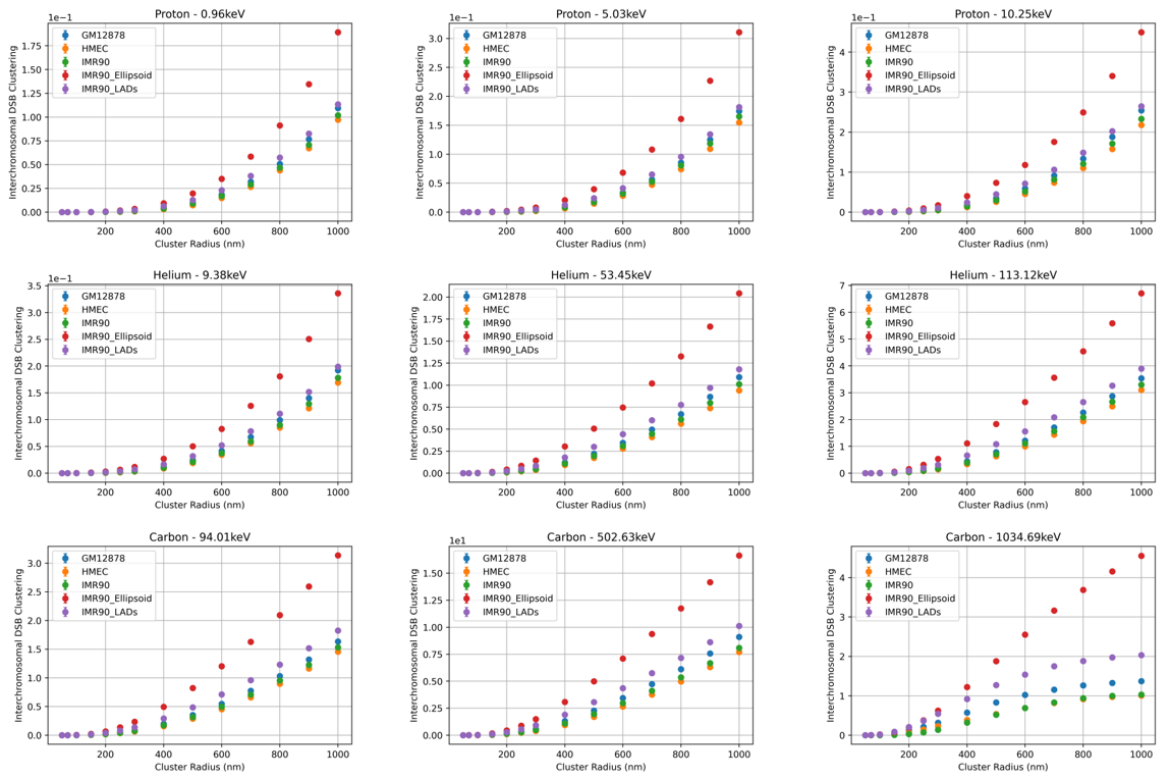 Proton - 0.96keV
1e−1
Interchromosomal DSB Clustering
1.75
1.50
1.25
1.00
0.75
0.50
0.25
0.00
GM12878
HMEC
IMR90
IMR90_Ellipsoid
IMR90_LADs
200 400 600 800 1000
Cluster Radius (nm)
Proton - 5.03keV
1e−1
Interchromosomal DSB Clustering
3.0
2.5
2.0
1.5
1.0
0.5
0.0
GM12878
HMEC
IMR90
IMR90_Ellipsoid
IMR90_LADs
200 400 600 800 1000
Cluster Radius (nm)
Proton - 10.25keV
1e−1
Interchromosomal DSB Clustering
4
3
2
1
0
GM12878
HMEC
IMR90
IMR90_Ellipsoid
IMR90_LADs
200 400 600 800 1000
Cluster Radius (nm)
Helium - 9.38keV
1e−1
Interchromosomal DSB Clustering
3.5
3.0
2.5
2.0
1.5
1.0
0.5
0.0
GM12878
HMEC
IMR90
IMR90_Ellipsoid
IMR90_LADs
200 400 600 800 1000
Cluster Radius (nm)
Helium - 53.45keV
Interchromosomal DSB Clustering
2.00
1.75
1.50
1.25
1.00
0.75
0.50
0.25
0.00
GM12878
HMEC
IMR90
IMR90_Ellipsoid
IMR90_LADs
200 400 600 800 1000
Cluster Radius (nm)
Helium - 113.12keV
Interchromosomal DSB Clustering
7
6
5
4
3
2
1
0
GM12878
HMEC
IMR90
IMR90_Ellipsoid
IMR90_LADs
200 400 600 800 1000
Cluster Radius (nm)
Carbon - 94.01keV
Interchromosomal DSB Clustering
3.0
2.5
2.0
1.5
1.0
0.5
0.0
GM12878
HMEC
IMR90
IMR90_Ellipsoid
IMR90_LADs
200 400 600 800 1000
Cluster Radius (nm)
Carbon - 502.63keV
1e1
Interchromosomal DSB Clustering
1.50
1.25
1.00
0.75
0.50
0.25
0.00
GM12878
HMEC
IMR90
IMR90_Ellipsoid
IMR90_LADs
200 400 600 800 1000
Cluster Radius (nm)
Carbon - 1034.69keV
Interchromosomal DSB Clustering
4
3
2
1
0
GM12878
HMEC
IMR90
IMR90_Ellipsoid
IMR90_LADs
200 400 600 800 1000
Cluster Radius (nm)